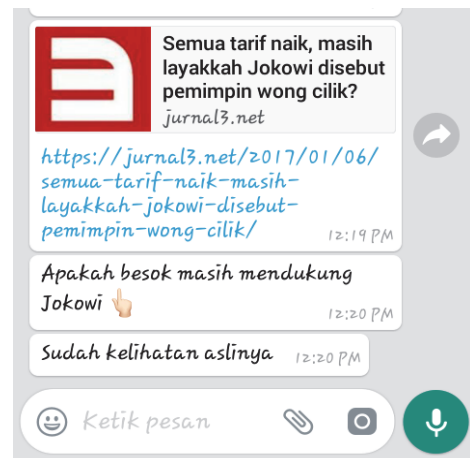 Semua tarif naik, masih
layakkah Jokowi disebut
pemimpin wong cilik?
jurnal3.net
https://jurnal3.net/2017/01/06/
semua-tarif-naik-masih-
layakkah-jokowi-disebut-
pemimpin-wong-cilik/
12:19 PM
Apakah besok masih mendukung
Jokowi 👆🏻
12:20 PM
Sudah kelihatan aslinya 12:20 PM
Ketik pesan